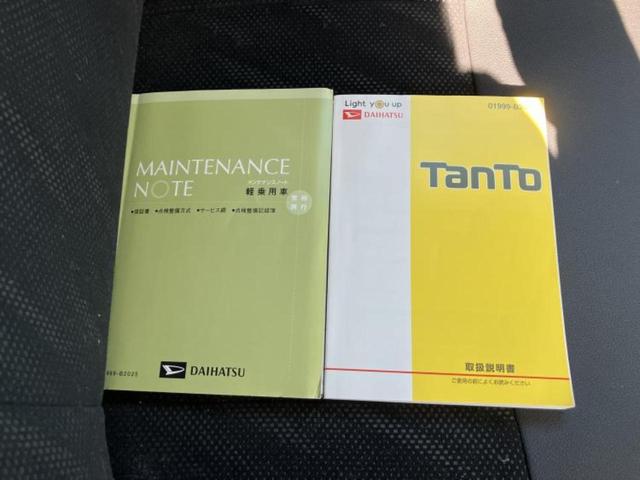 MAINTENANCE
NOTE
メンテナンスノート
軽乗用車
•保証書 •点検整備方式 •サービス網 •点検整備記録簿
DAIHATSU
Light you up
DAIHATSU
01999-B2
TanTo
取扱説明書
ご使用の前によくお読みください